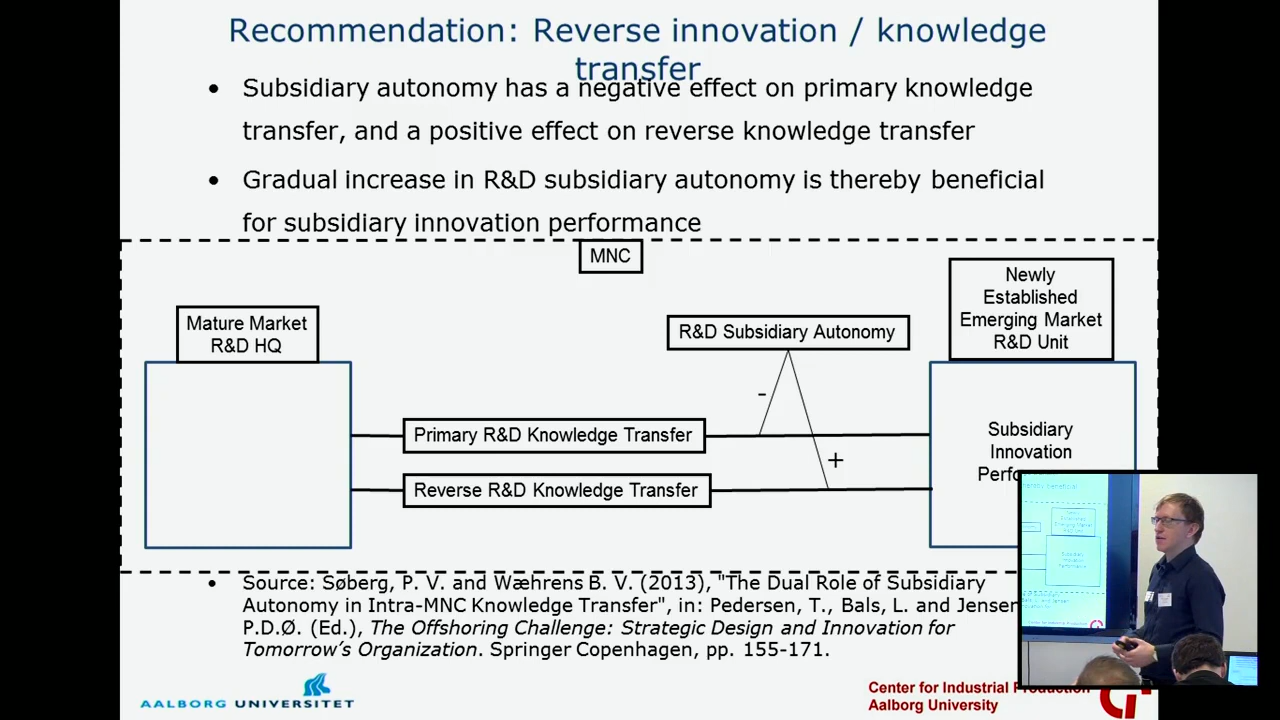 Recommendation: Reverse innovation / knowledge
transfer
• Subsidiary autonomy has a negative effect on primary knowledge
transfer, and a positive effect on reverse knowledge transfer
• Gradual increase in R&D subsidiary autonomy is thereby beneficial
for subsidiary innovation performance
MNC
Mature Market
R&D HQ
R&D Subsidiary Autonomy
Newly
Established
Emerging Market
R&D Unit
-
+
Primary R&D Knowledge Transfer
Reverse R&D Knowledge Transfer
Subsidiary
Innovation
• Source: Søberg, P. V. and Wæhrens B. V. (2013), "The Dual Role of Subsidiary
Autonomy in Intra-MNC Knowledge Transfer", in: Pedersen, T., Bals, L. and Jensen
P.D.Ø. (Ed.), The Offshoring Challenge: Strategic Design and Innovation for
Tomorrow's Organization. Springer Copenhagen, pp. 155-171.
AALBORG UNIVERSITET
Center for Industrial Production
Aalborg University